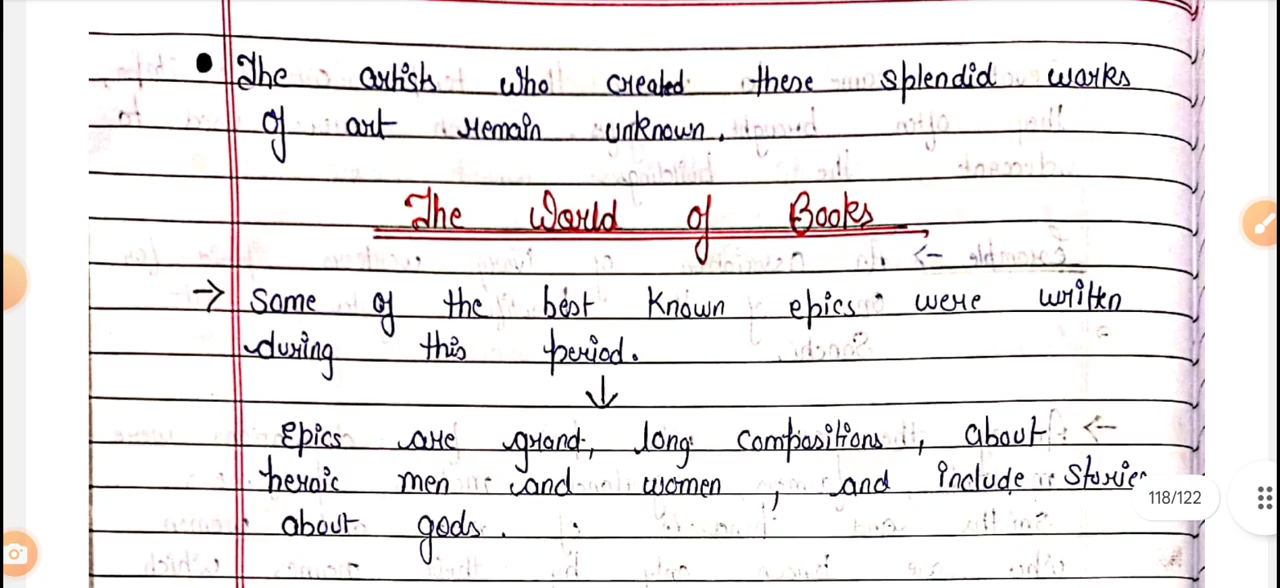 ● The artists who created these splendid works
of art remain unknown.
The World of Books
→ Some of the best known epics were written
during this period.
↓
Epics are grand, long compositions, about
heroic men and women, and include stories
about gods.
118/122